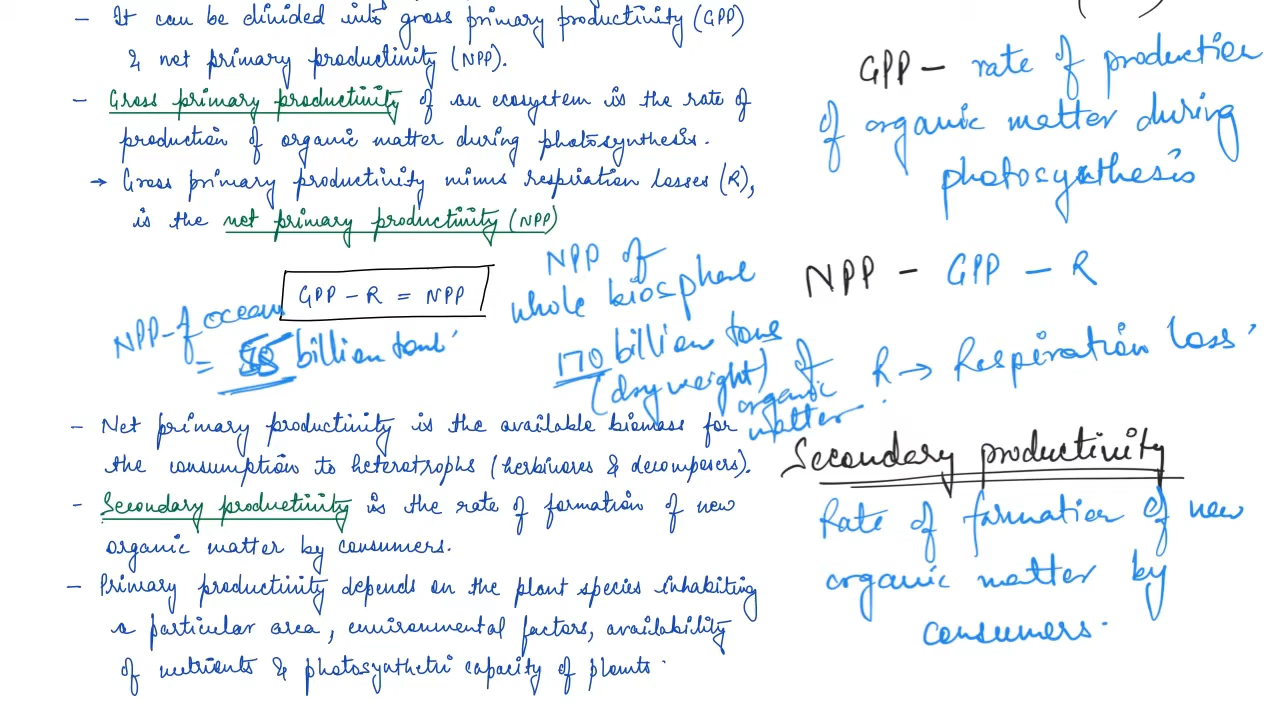 - It can be divided into gross primary productivity (GPP)
& net primary productivity (NPP).
- Gross primary productivity of an ecosystem is the rate of
production of organic matter during photosynthesis.
→ Gross primary productivity minus respiration losses (R),
is the net primary productivity (NPP)
GPP – R = NPP
NPP of ocean
= billion tons
NPP of
whole biosphere
170 billion tons
(dry weight) of
organic
matter
- Net primary productivity is the available biomass for
the consumption to heterotrophs (herbivores & decomposers).
- Secondary productivity is the rate of formation of new
organic matter by consumers.
- Primary productivity depends on the plant species inhabiting
a particular area, environmental factors, availability
of nutrients & photosynthetic capacity of plants.
GPP – rate of production
of organic matter during
photosynthesis
NPP – GPP – R
R → Respiration loss
Secondary productivity
Rate of formation of new
organic matter by
consumers.